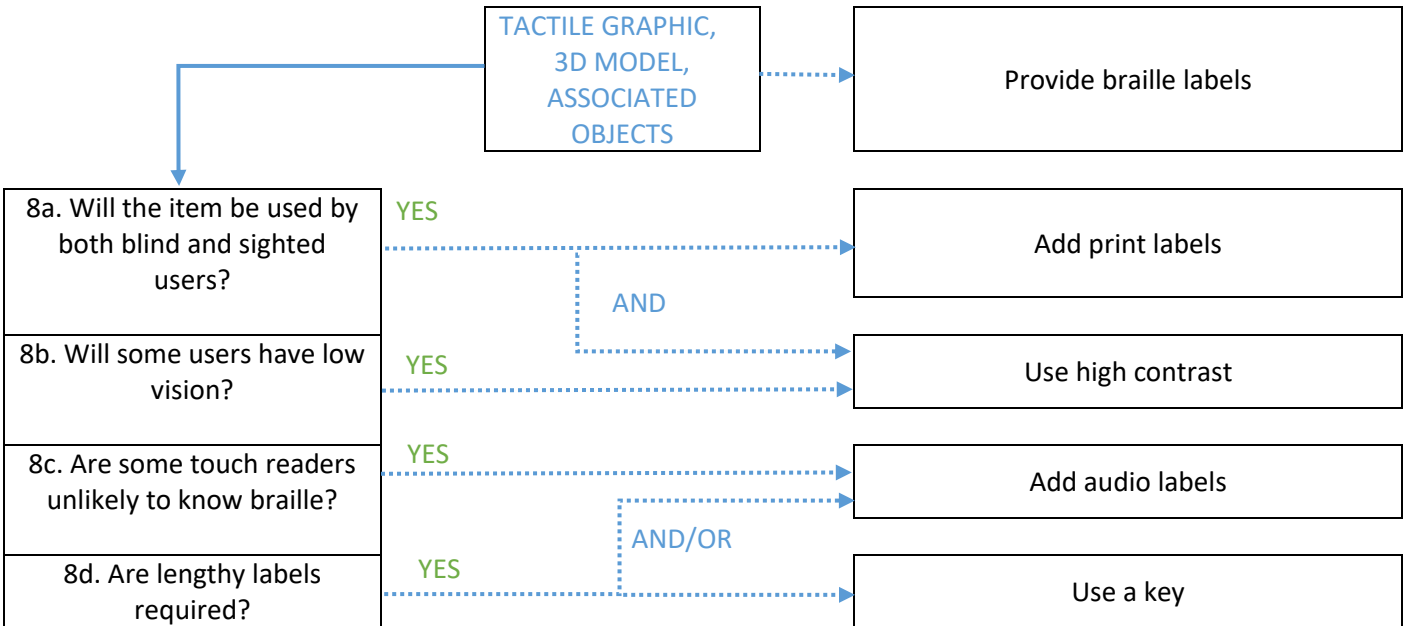 TACTILE GRAPHIC,
3D MODEL,
ASSOCIATED
OBJECTS
Provide braille labels
8a. Will the item be used by
both blind and sighted
users?
YES
Add print labels
AND
8b. Will some users have low
vision?
YES
Use high contrast
8c. Are some touch readers
unlikely to know braille?
YES
Add audio labels
AND/OR
8d. Are lengthy labels
required?
YES
Use a key